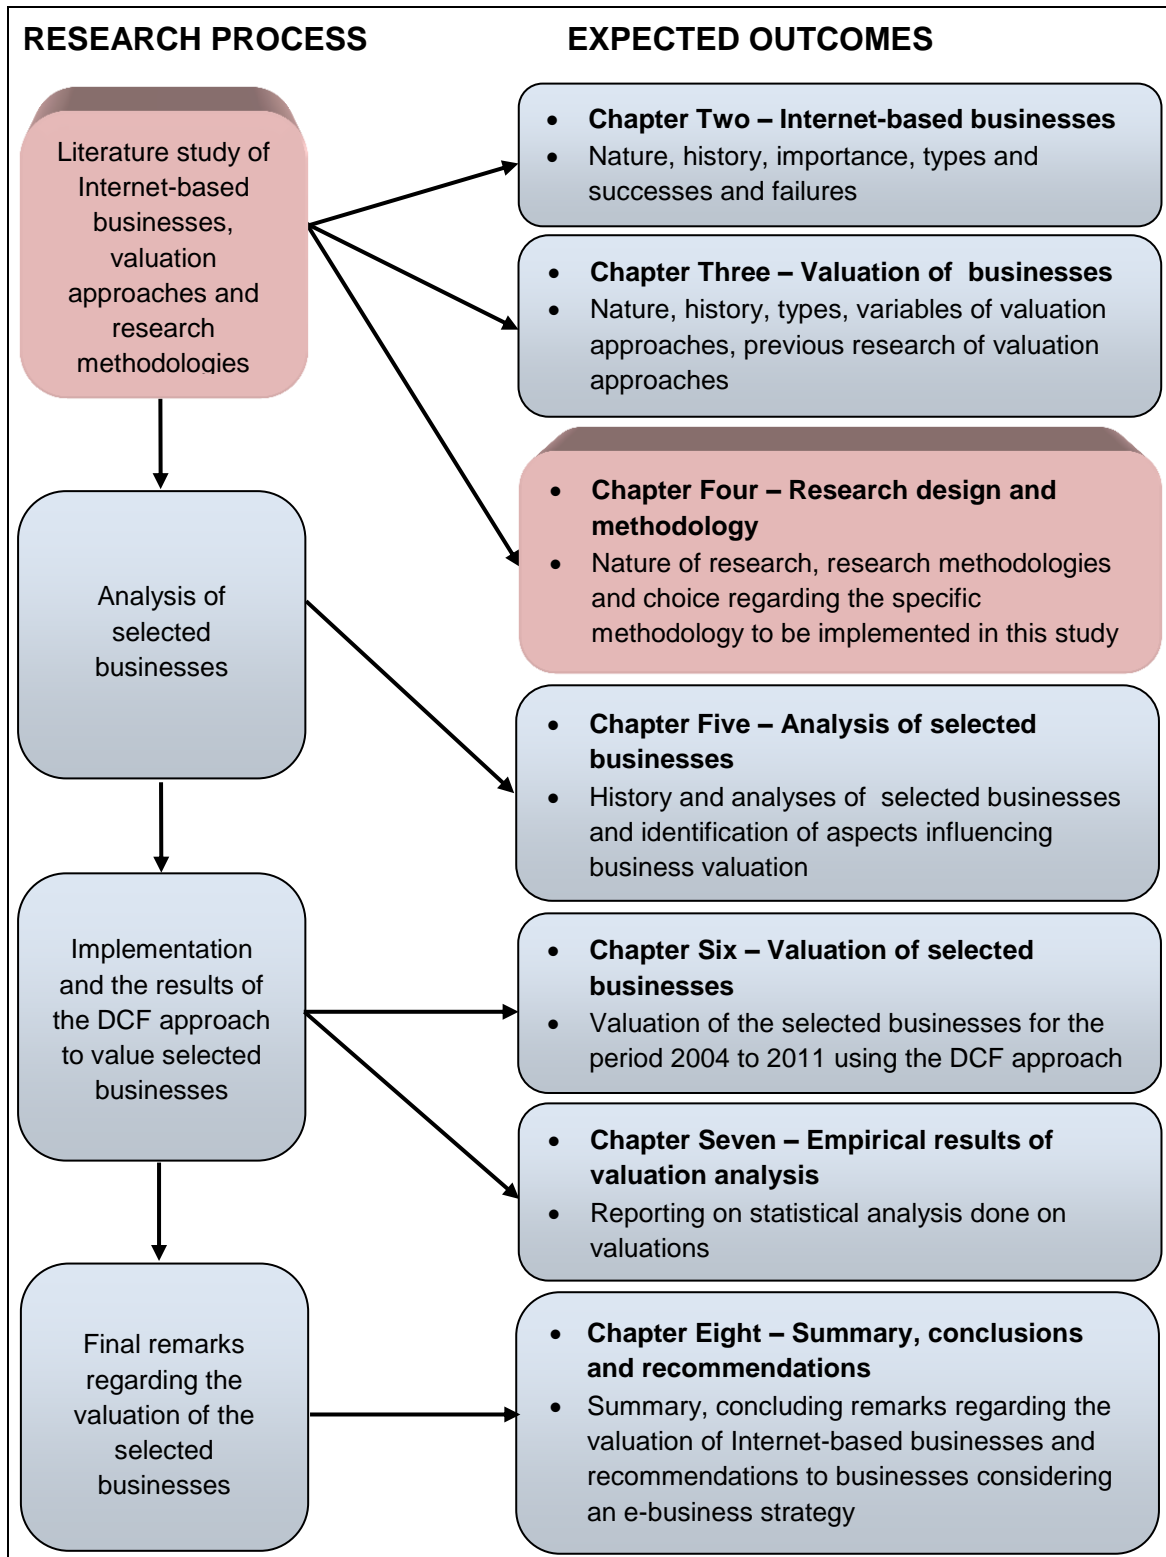 RESEARCH PROCESS
EXPECTED OUTCOMES
Literature study of
Internet-based
businesses,
valuation
approaches and
research
methodologies
• Chapter Two – Internet-based businesses
• Nature, history, importance, types and
successes and failures
• Chapter Three – Valuation of businesses
• Nature, history, types, variables of valuation
approaches, previous research of valuation
approaches
• Chapter Four – Research design and
methodology
• Nature of research, research methodologies
and choice regarding the specific
methodology to be implemented in this study
Analysis of
selected
businesses
• Chapter Five – Analysis of selected
businesses
• History and analyses of selected businesses
and identification of aspects influencing
business valuation
Implementation
and the results of
the DCF approach
to value selected
businesses
• Chapter Six – Valuation of selected
businesses
• Valuation of the selected businesses for the
period 2004 to 2011 using the DCF approach
• Chapter Seven – Empirical results of
valuation analysis
• Reporting on statistical analysis done on
valuations
Final remarks
regarding the
valuation of the
selected
businesses
• Chapter Eight – Summary, conclusions
and recommendations
• Summary, concluding remarks regarding the
valuation of Internet-based businesses and
recommendations to businesses considering
an e-business strategy